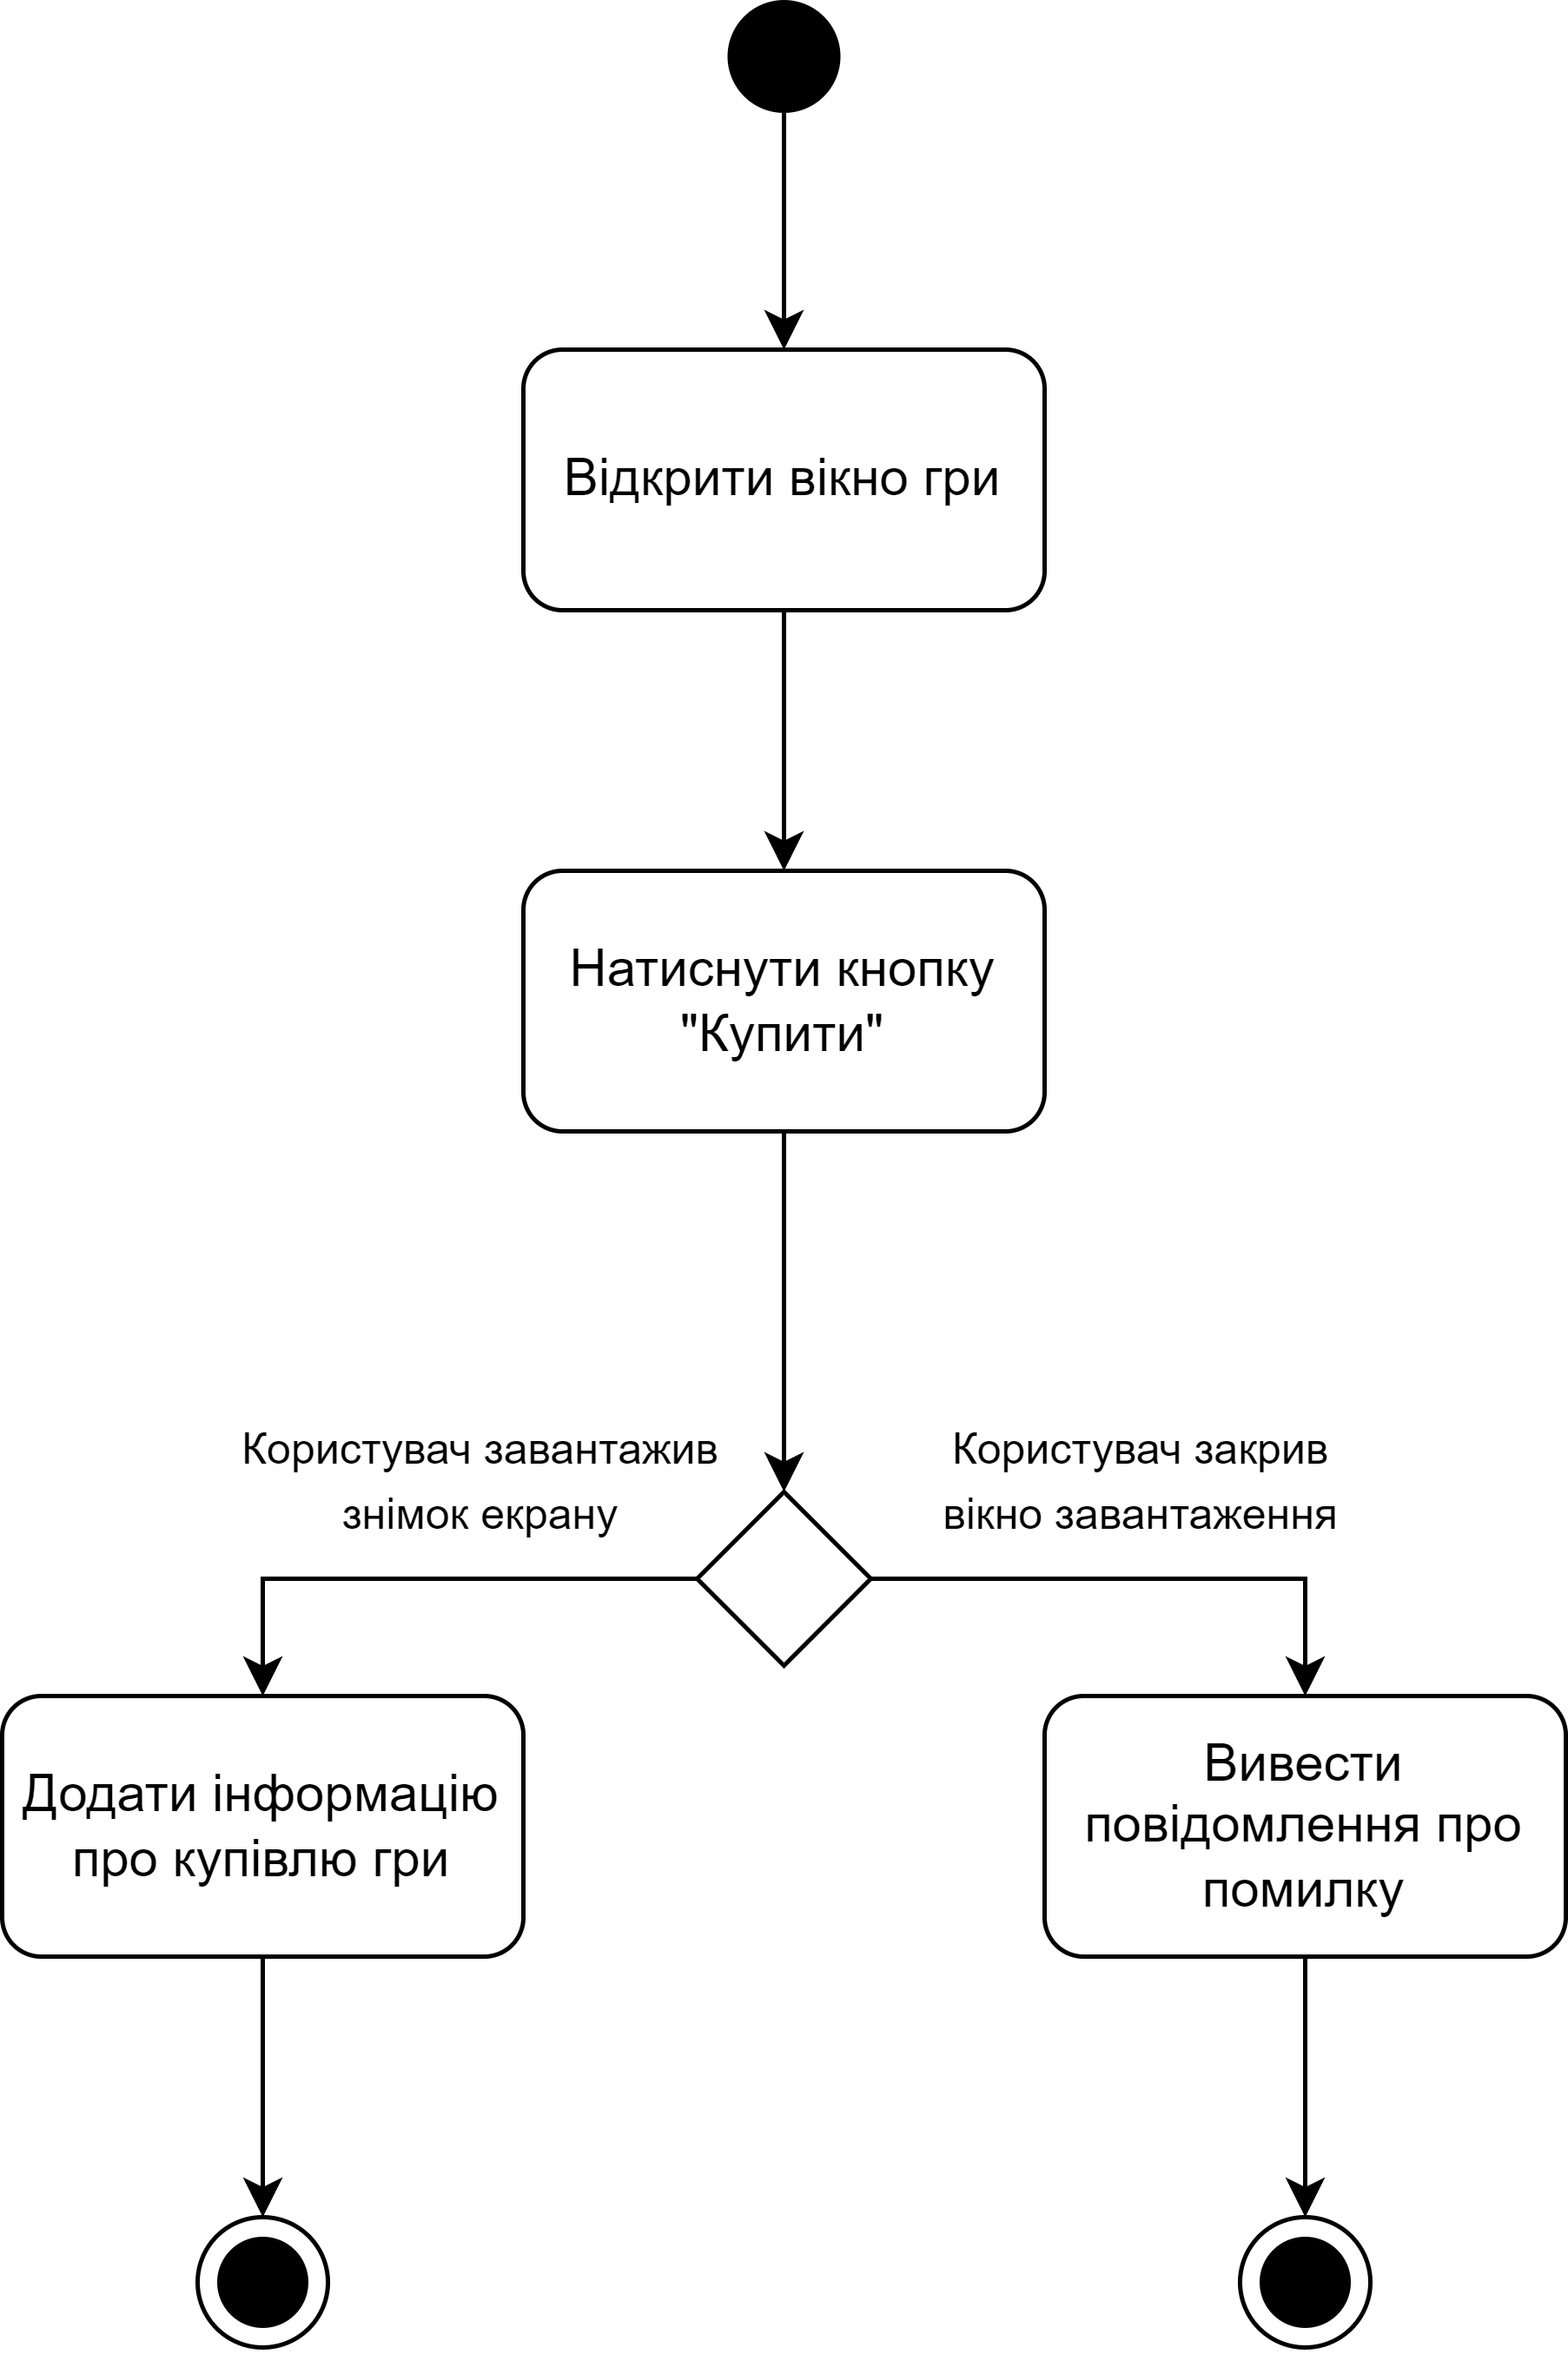 Відкрити вікно гри
Натиснути кнопку
"Купити"
Користувач завантажив
знімок екрану
Користувач закрив
вікно завантаження
Додати інформацію
про купівлю гри
Вивести
повідомлення про
помилку